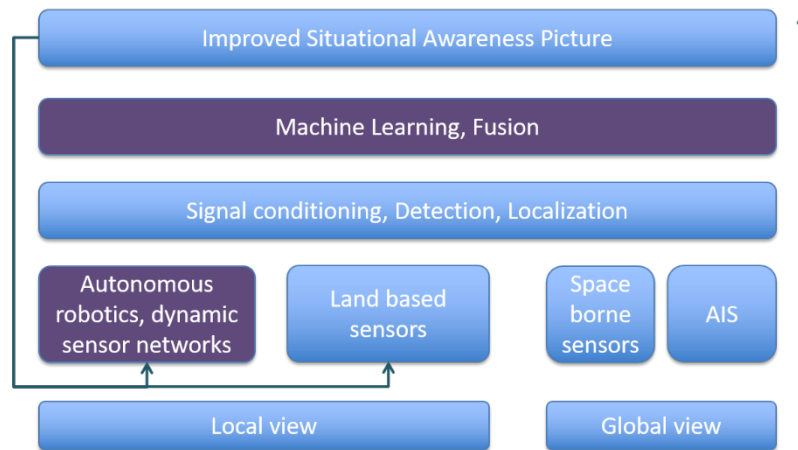 Improved Situational Awareness Picture
Machine Learning, Fusion
Signal conditioning, Detection, Localization
Autonomous
robotics, dynamic
sensor networks
Land based
sensors
Space
borne
sensors
AIS
Local view
Global view